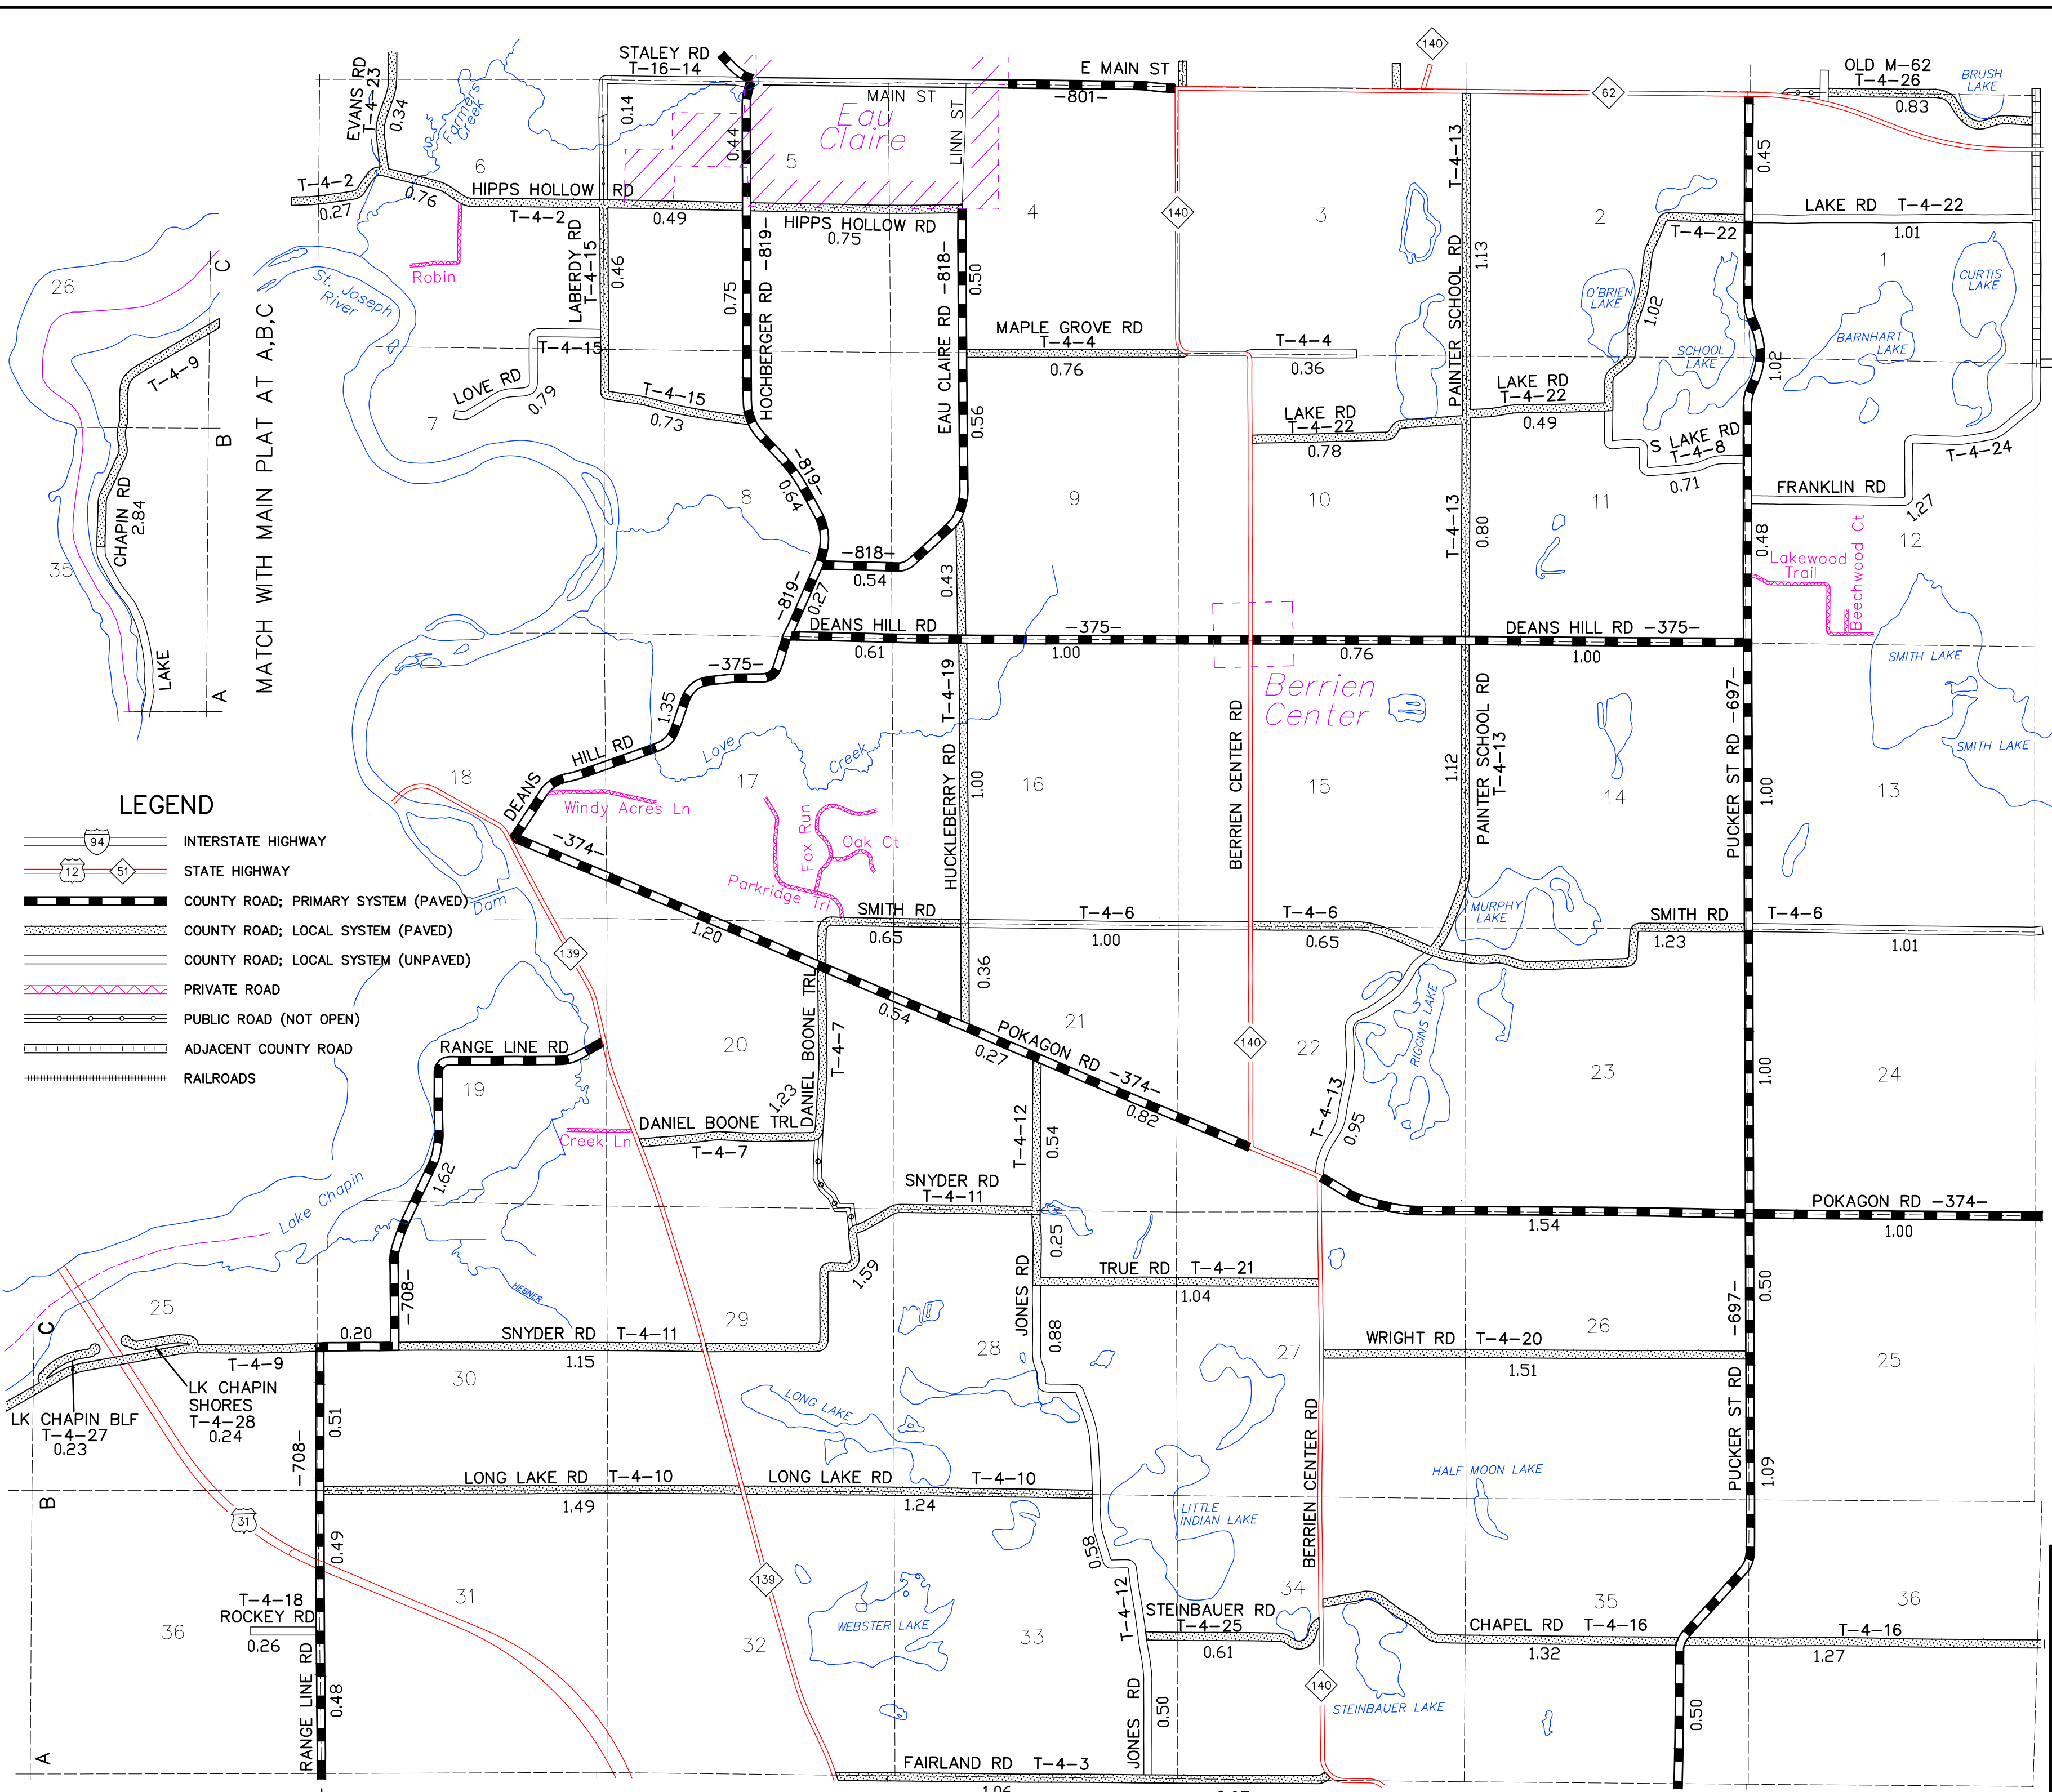 STALEY RD
T-16-14
E MAIN ST
-801-
MAIN ST
140
62
OLD M-62
T-4-26
0.83
BRUSH
LAKE
EVANS RD
T-4-23
0.34
Farmers
Creek
0.14
0.44
Eau
Claire
LINN ST
5
6
T-4-2
0.27
0.76
HIPPS HOLLOW RD
T-4-2
0.49
HIPPS HOLLOW RD
0.75
4
140
3
T-4-13
2
0.45
LAKE RD T-4-22
1.01
T-4-22
1
Robin
St. Joseph
River
LABERDY RD
T-4-15
0.46
0.75
HOCHBERGER RD -819-
EAU CLAIRE RD -818-
0.50
PAINTER SCHOOL RD
1.13
O'BRIEN
LAKE
1.02
SCHOOL
LAKE
1.02
BARNHART
LAKE
CURTIS
LAKE
26
C
T-4-9
B
CHAPIN RD
2.84
35
LAKE
A
MATCH WITH MAIN PLAT AT A,B,C
MAPLE GROVE RD
T-4-4
0.76
T-4-4
0.36
T-4-15
LOVE RD
0.79
7
T-4-15
0.73
0.56
LAKE RD
T-4-22
0.78
LAKE RD
T-4-22
0.49
S LAKE RD
T-4-8
0.71
T-4-24
FRANKLIN RD
1.27
-819-
0.64
8
9
10
T-4-13
0.80
11
0.48
12
Lakewood
Trail
Beechwood Ct
-818-
0.54
0.43
-819-
0.27
DEANS HILL RD
0.61
-375-
1.00
0.76
DEANS HILL RD -375-
1.00
SMITH LAKE
SMITH LAKE
Berrien
Center
-375-
1.35
DEANS
HILL RD
Love
Creek
T-4-19
HUCKLEBERRY RD
1.00
BERRIEN CENTER RD
PAINTER SCHOOL RD
T-4-13
1.12
PUCKER ST RD -697-
1.00
18
17
16
15
14
13
Windy Acres Ln
Fox Run
Oak Ct
Parkridge Trl
LEGEND
94
INTERSTATE HIGHWAY
12
51
STATE HIGHWAY
COUNTY ROAD; PRIMARY SYSTEM (PAVED)
COUNTY ROAD; LOCAL SYSTEM (PAVED)
COUNTY ROAD; LOCAL SYSTEM (UNPAVED)
PRIVATE ROAD
PUBLIC ROAD (NOT OPEN)
ADJACENT COUNTY ROAD
RAILROADS
Dam
-374-
1.20
139
SMITH RD
0.65
T-4-6
1.00
T-4-6
0.65
MURPHY
LAKE
SMITH RD
1.23
T-4-6
1.01
0.36
0.54
DANIEL BOONE TRL
T-4-7
1.23
RANGE LINE RD
19
20
21
POKAGON RD -374-
0.27
0.82
140
22
RIGGINS LAKE
23
1.00
24
Creek Ln
DANIEL BOONE TRL
T-4-7
T-4-12
0.54
T-4-13
0.95
1.62
Lake Chapin
SNYDER RD
T-4-11
0.25
1.54
POKAGON RD -374-
1.00
HEBNER
1.59
TRUE RD T-4-21
1.04
JONES RD
0.88
-697-
0.50
25
C
-708-
0.20
SNYDER RD T-4-11
1.15
29
28
27
WRIGHT RD T-4-20
1.51
26
25
T-4-9
LK CHAPIN
SHORES
T-4-28
0.24
LK CHAPIN BLF
T-4-27
0.23
30
0.51
-708-
LONG LAKE
BERRIEN CENTER RD
PUCKER ST RD
1.09
HALF MOON LAKE
B
LONG LAKE RD T-4-10
1.49
LONG LAKE RD
1.24
T-4-10
31
0.49
LITTLE
INDIAN LAKE
0.58
T-4-18
ROCKEY RD
0.26
36
31
139
32
WEBSTER LAKE
33
T-4-12
34
STEINBAUER RD
T-4-25
0.61
35
CHAPEL RD T-4-16
1.32
36
T-4-16
1.27
RANGE LINE RD
0.48
A
JONES RD
0.50
140
STEINBAUER LAKE
0.50
FAIRLAND RD T-4-3
1.06